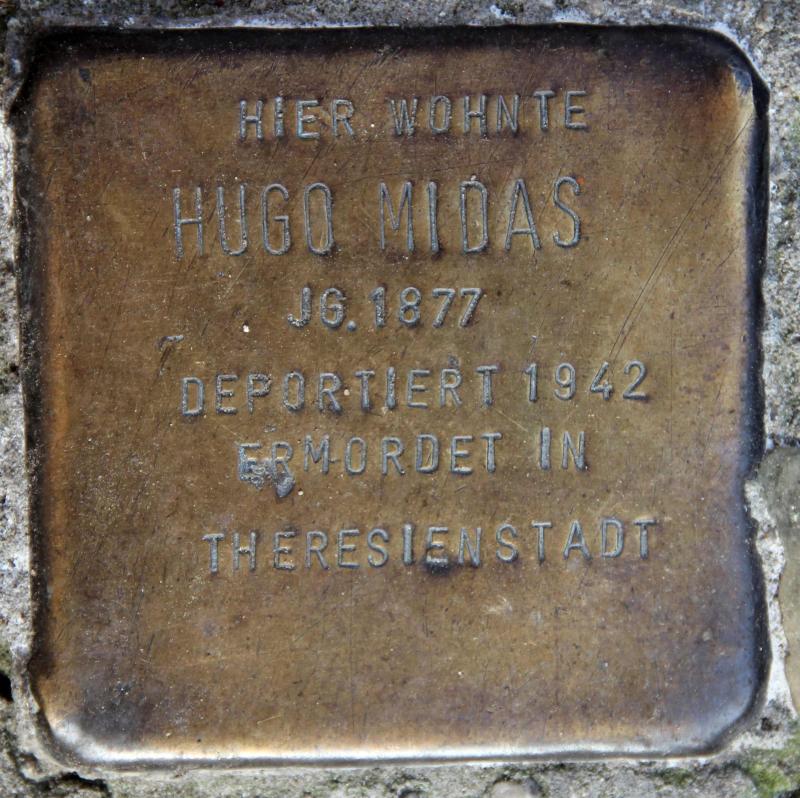 HIER WOHNTE
HUGO MIDAS
JG. 1877
DEPORTIERT 1942
ERMORDET IN
THERESIENSTADT